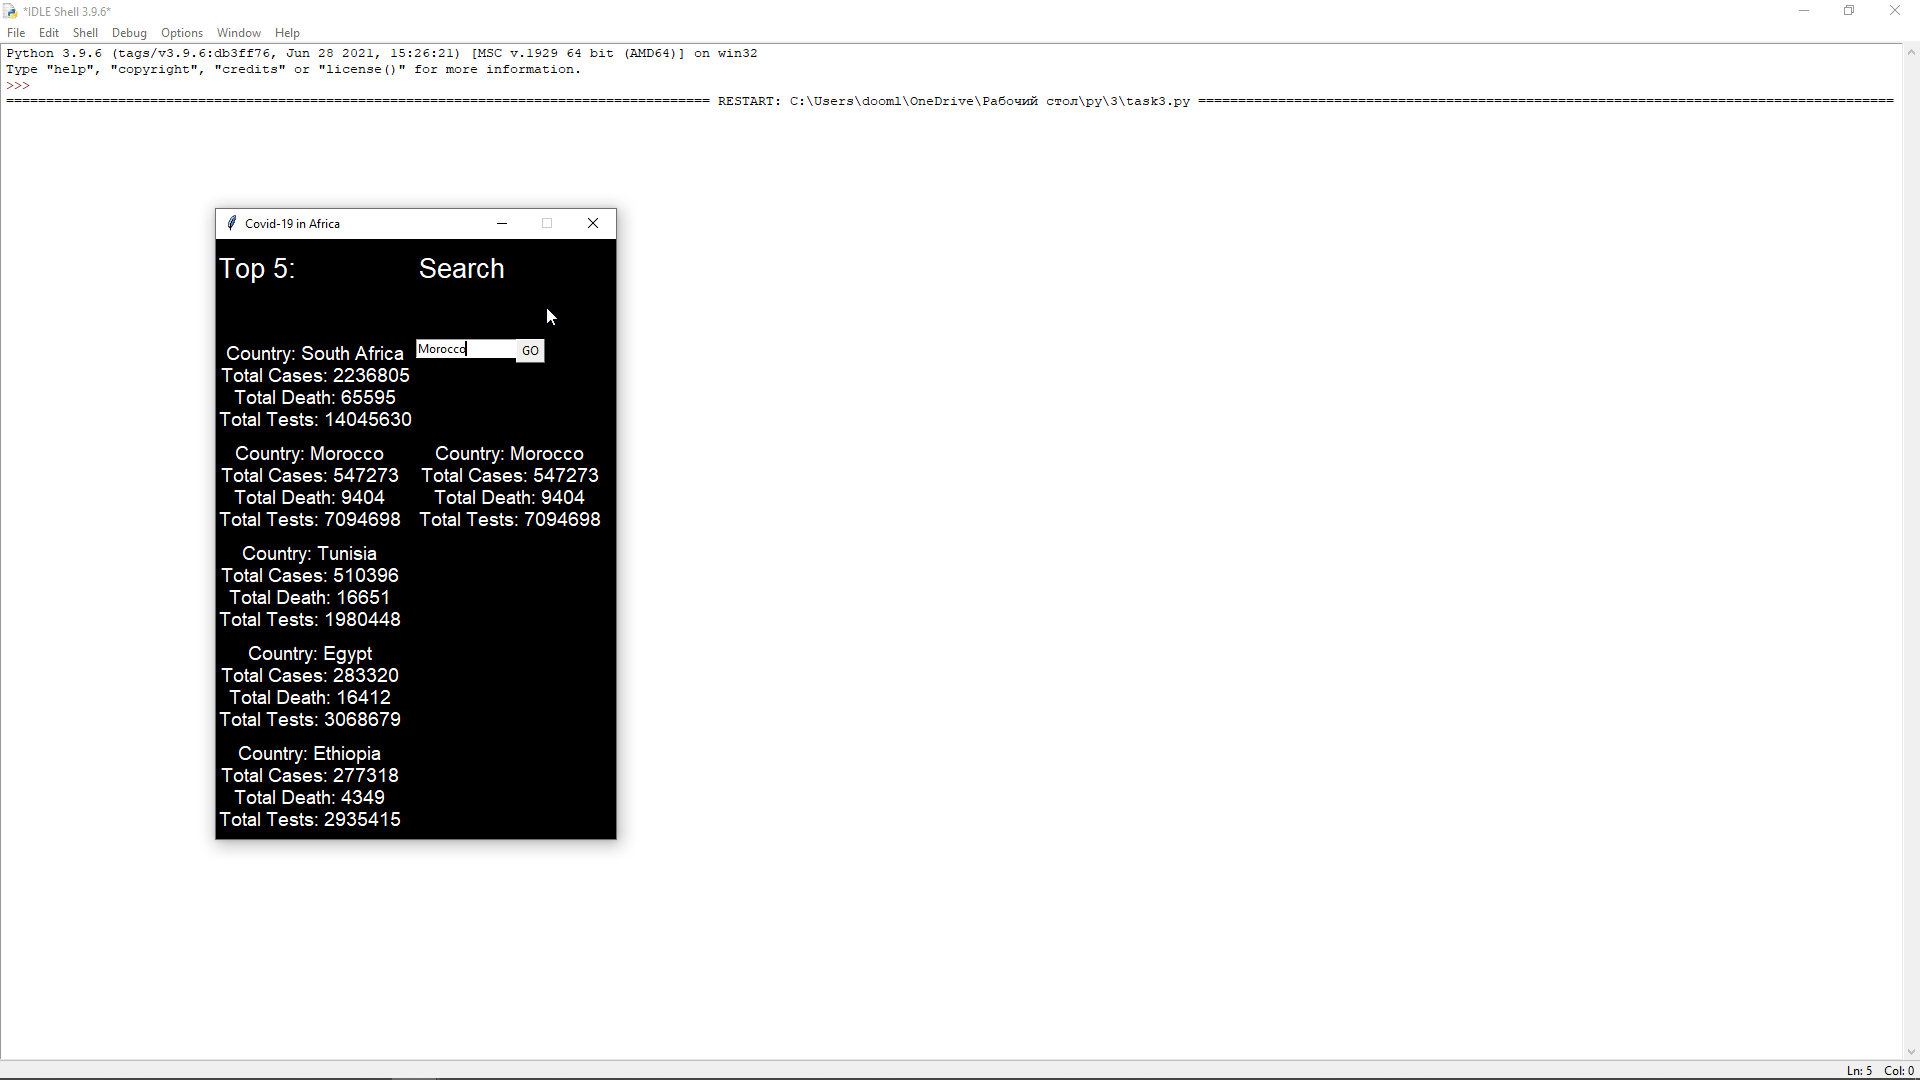 *IDLE Shell 3.9.6*
File Edit Shell Debug Options Window Help
Python 3.9.6 (tags/v3.9.6:db3ff76, Jun 28 2021, 15:26:21) [MSC v.1929 64 bit (AMD64)] on win32
Type "help", "copyright", "credits" or "license()" for more information.
>>>
RESTART: C:\Users\dooml\OneDrive\Рабочий стол\py\3\task3.py
Covid-19 in Africa
Top 5:
Country: South Africa
Total Cases: 2236805
Total Death: 65595
Total Tests: 14045630
Country: Morocco
Total Cases: 547273
Total Death: 9404
Total Tests: 7094698
Country: Tunisia
Total Cases: 510396
Total Death: 16651
Total Tests: 1980448
Country: Egypt
Total Cases: 283320
Total Death: 16412
Total Tests: 3068679
Country: Ethiopia
Total Cases: 277318
Total Death: 4349
Total Tests: 2935415
Search
Morocco GO
Country: Morocco
Total Cases: 547273
Total Death: 9404
Total Tests: 7094698
Ln: 5 Col: 0